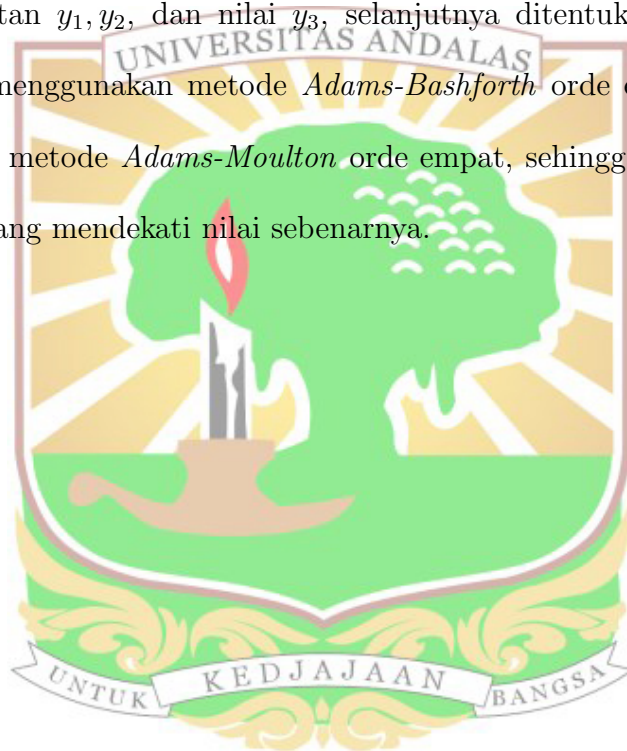 tan y₁, y₂, dan nilai y₃, selanjutnya ditentuk
UNIVERSITAS ANDALAS
menggunakan metode Adams-Bashforth orde
metode Adams-Moulton orde empat, sehingg
ang mendekati nilai sebenarnya.
UNTUK KEDJAJAAN BANGSA